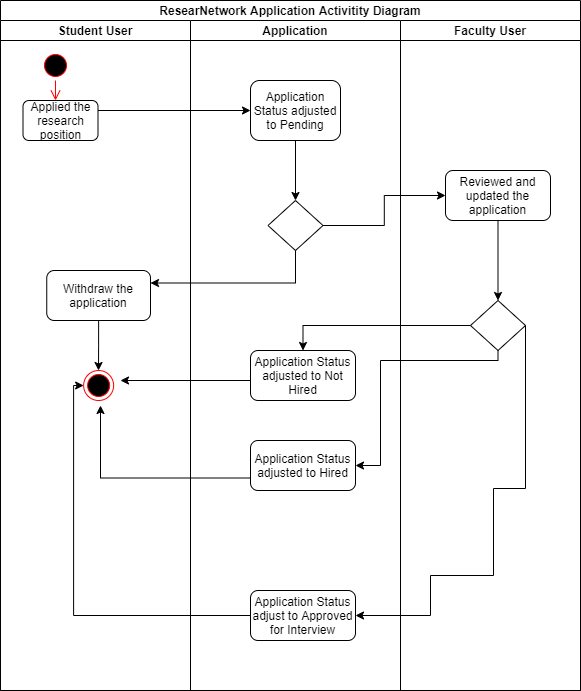 ResearNetwork Application Activitity Diagram
Student User
Application
Faculty User
Applied the
research
position
Application
Status adjusted
to Pending
Reviewed and
updated the
application
Withdraw the
application
Application Status
adjusted to Not
Hired
Application Status
adjusted to Hired
Application Status
adjust to Approved
for Interview